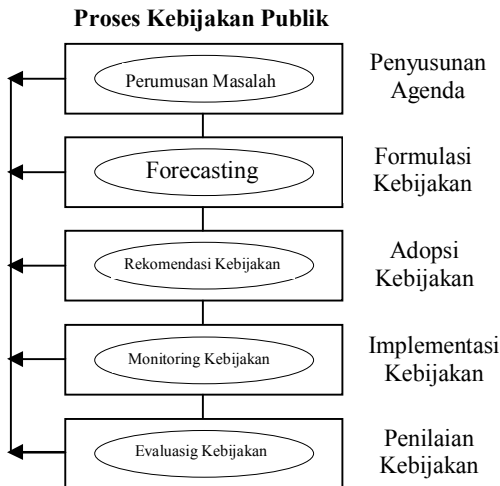 Proses Kebijakan Publik
Perumusan Masalah
Penyusunan
Agenda
Forecasting
Formulasi
Kebijakan
Rekomendasi Kebijakan
Adopsi
Kebijakan
Monitoring Kebijakan
Implementasi
Kebijakan
Evaluasig Kebijakan
Penilaian
Kebijakan